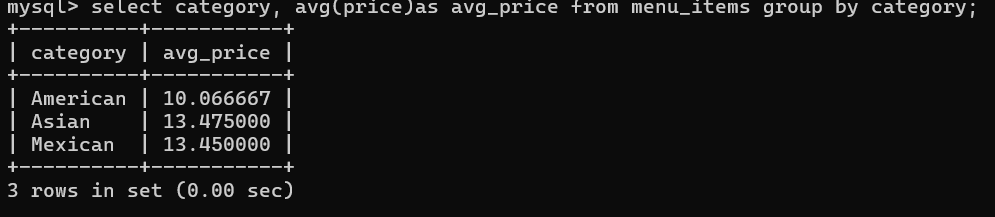 mysql> select category, avg(price)as avg_price from menu_items group by category;
+----------+-----------+
| category | avg_price |
+----------+-----------+
| American | 10.066667 |
| Asian    | 13.475000 |
| Mexican  | 13.450000 |
+----------+-----------+
3 rows in set (0.00 sec)